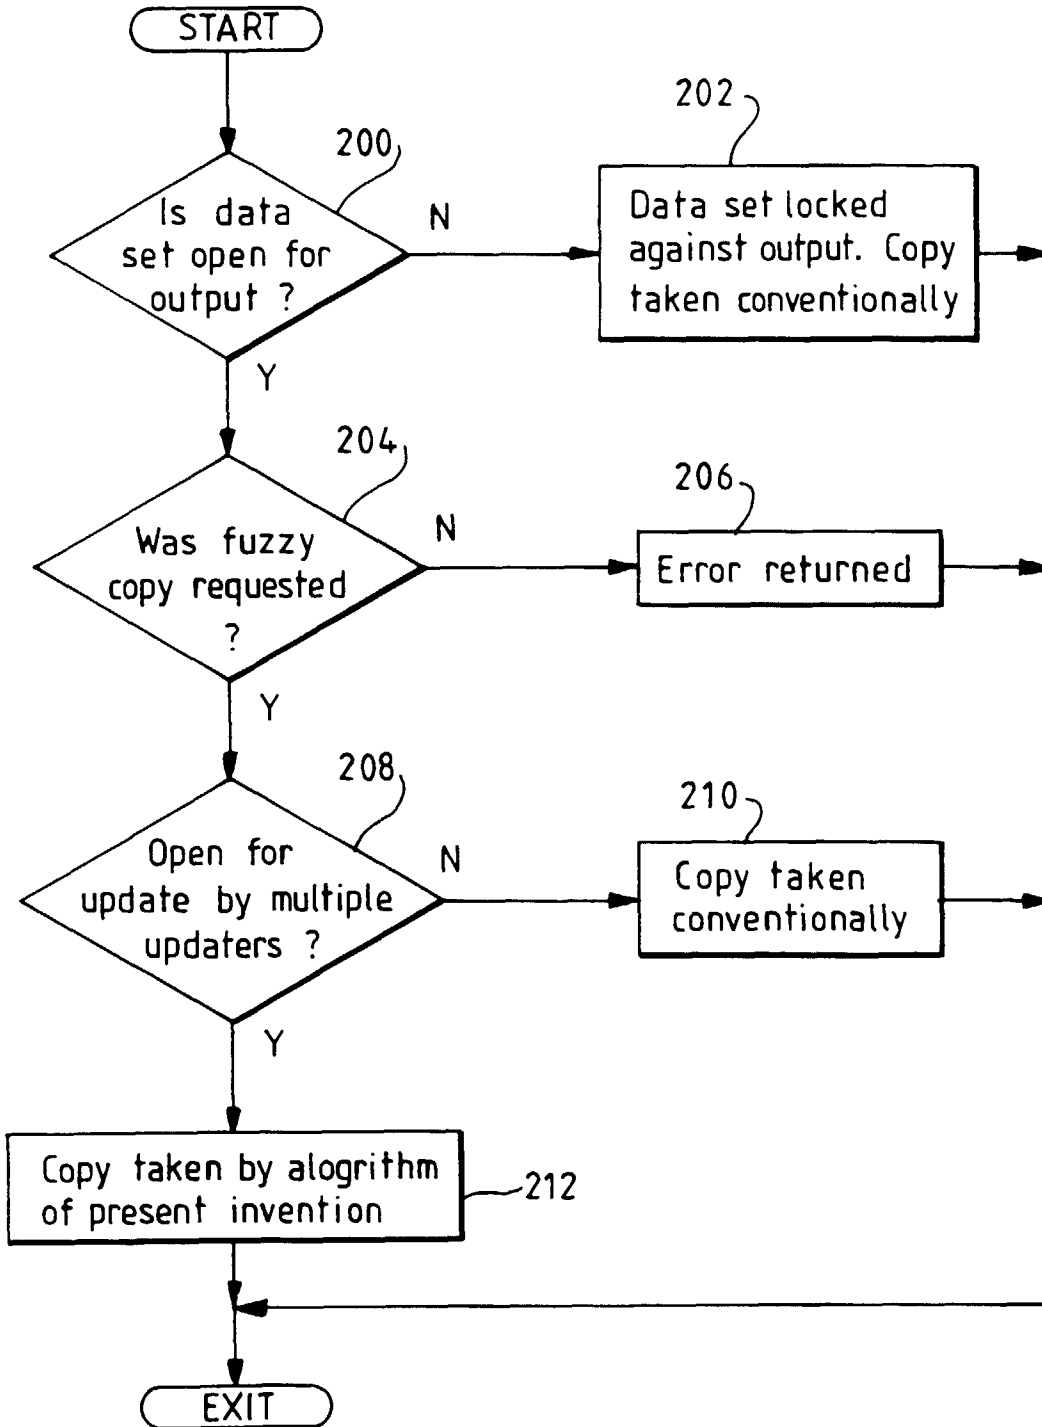 START
200
Is data
set open for
output ?
N
Y
202
Data set locked
against output. Copy
taken conventionally
204
Was fuzzy
copy requested
?
N
Y
206
Error returned
208
Open for
update by multiple
updaters ?
N
Y
210
Copy taken
conventionally
Copy taken by alogrithm
of present invention
212
EXIT